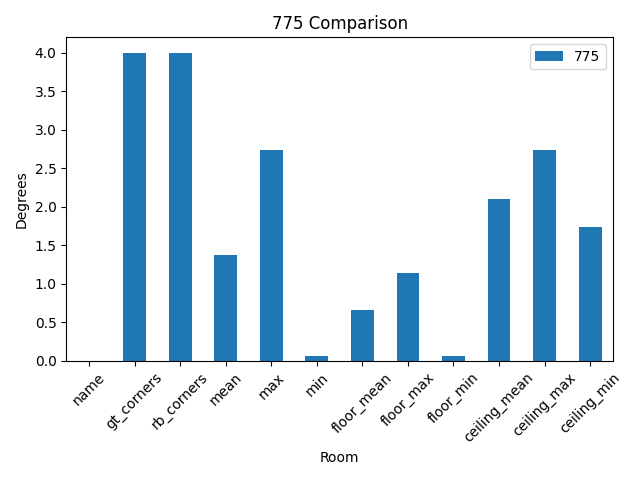 775 Comparison
775
Degrees
4.0
3.5
3.0
2.5
2.0
1.5
1.0
0.5
0.0
name
gt_corners
rb_corners
mean
max
min
floor_mean
floor_max
floor_min
ceiling_mean
ceiling_max
ceiling_min
Room